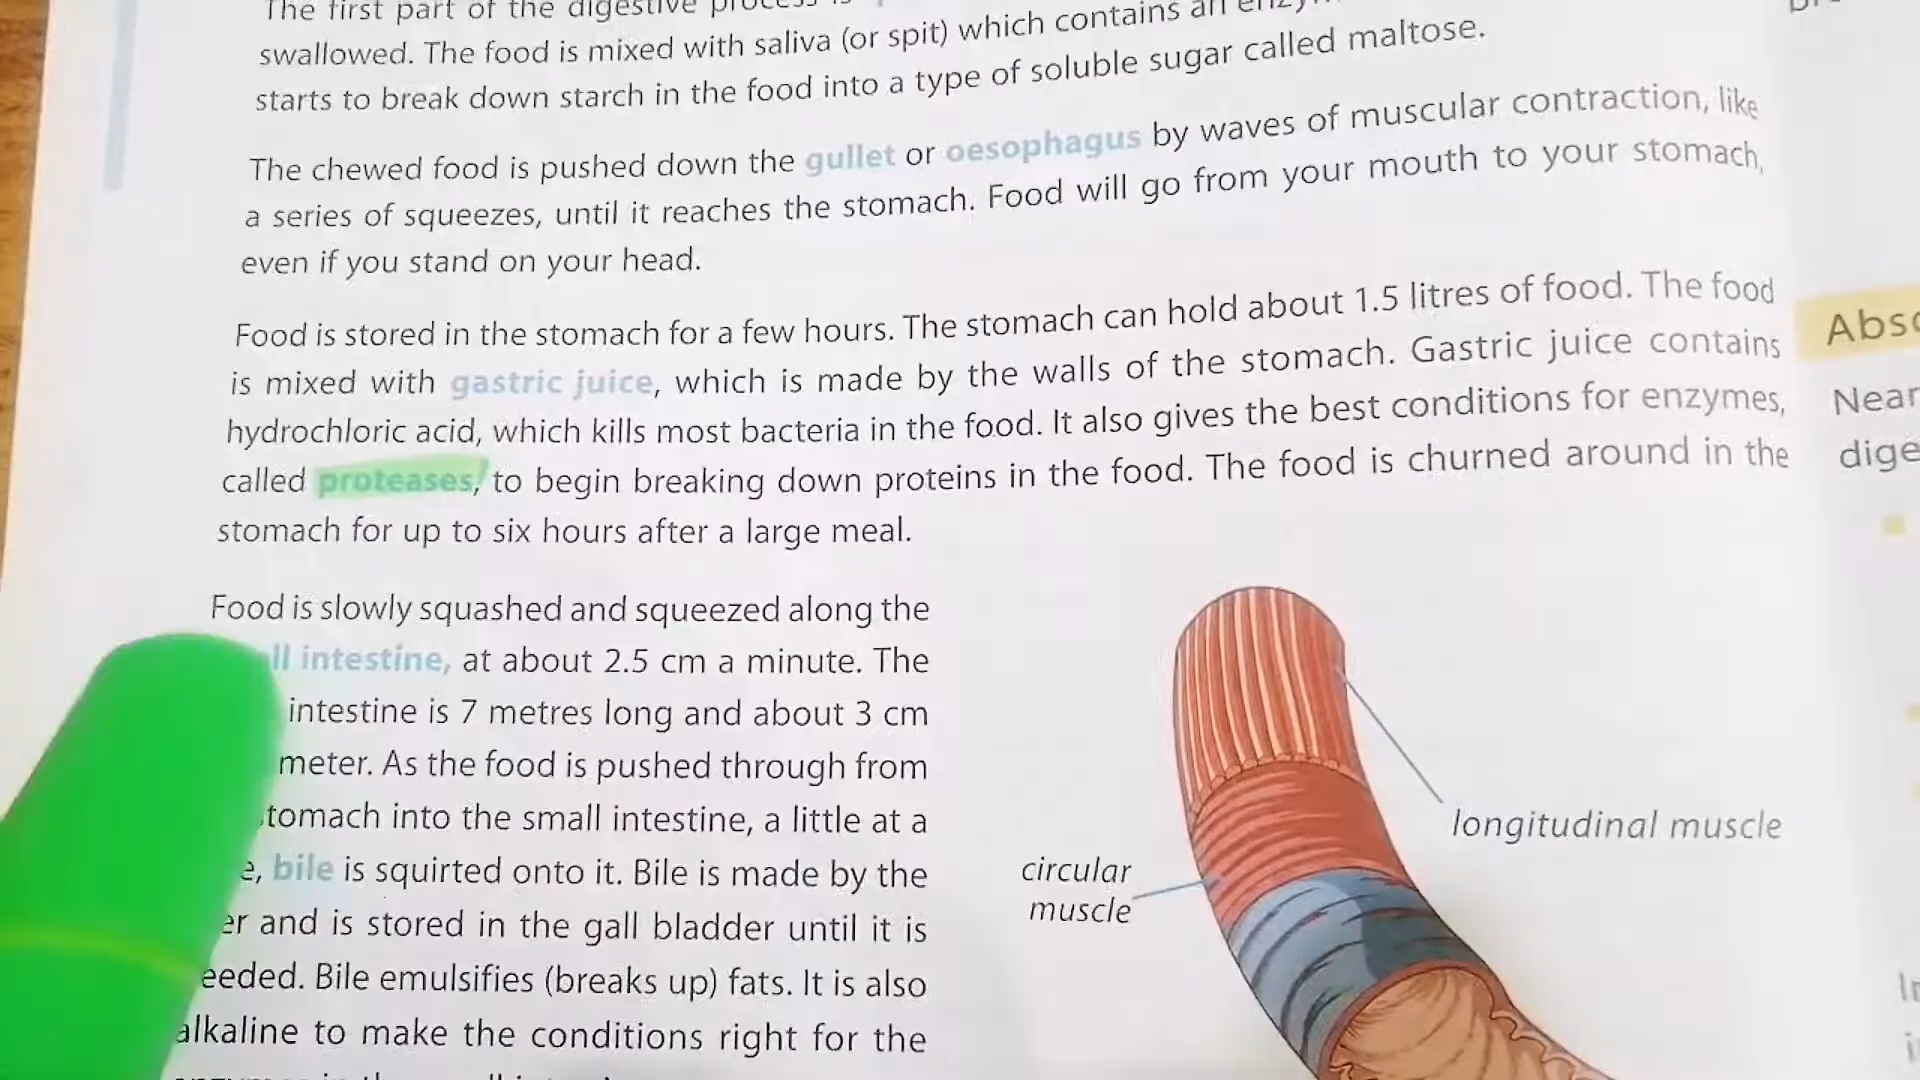 The first part of the digestive process is
swallowed. The food is mixed with saliva (or spit) which contains an
starts to break down starch in the food into a type of soluble sugar called maltose.
The chewed food is pushed down the gullet or oesophagus by waves of muscular contraction, like
a series of squeezes, until it reaches the stomach. Food will go from your mouth to your stomach,
even if you stand on your head.
Food is stored in the stomach for a few hours. The stomach can hold about 1.5 litres of food. The food
is mixed with gastric juice, which is made by the walls of the stomach. Gastric juice contains
hydrochloric acid, which kills most bacteria in the food. It also gives the best conditions for enzymes,
called proteases, to begin breaking down proteins in the food. The food is churned around in the
stomach for up to six hours after a large meal.
Food is slowly squashed and squeezed along the
ll intestine, at about 2.5 cm a minute. The
intestine is 7 metres long and about 3 cm
meter. As the food is pushed through from
tomach into the small intestine, a little at a
e, bile is squirted onto it. Bile is made by the
er and is stored in the gall bladder until it is
eeded. Bile emulsifies (breaks up) fats. It is also
alkaline to make the conditions right for the
longitudinal muscle
circular
muscle
Abso
Near
dige